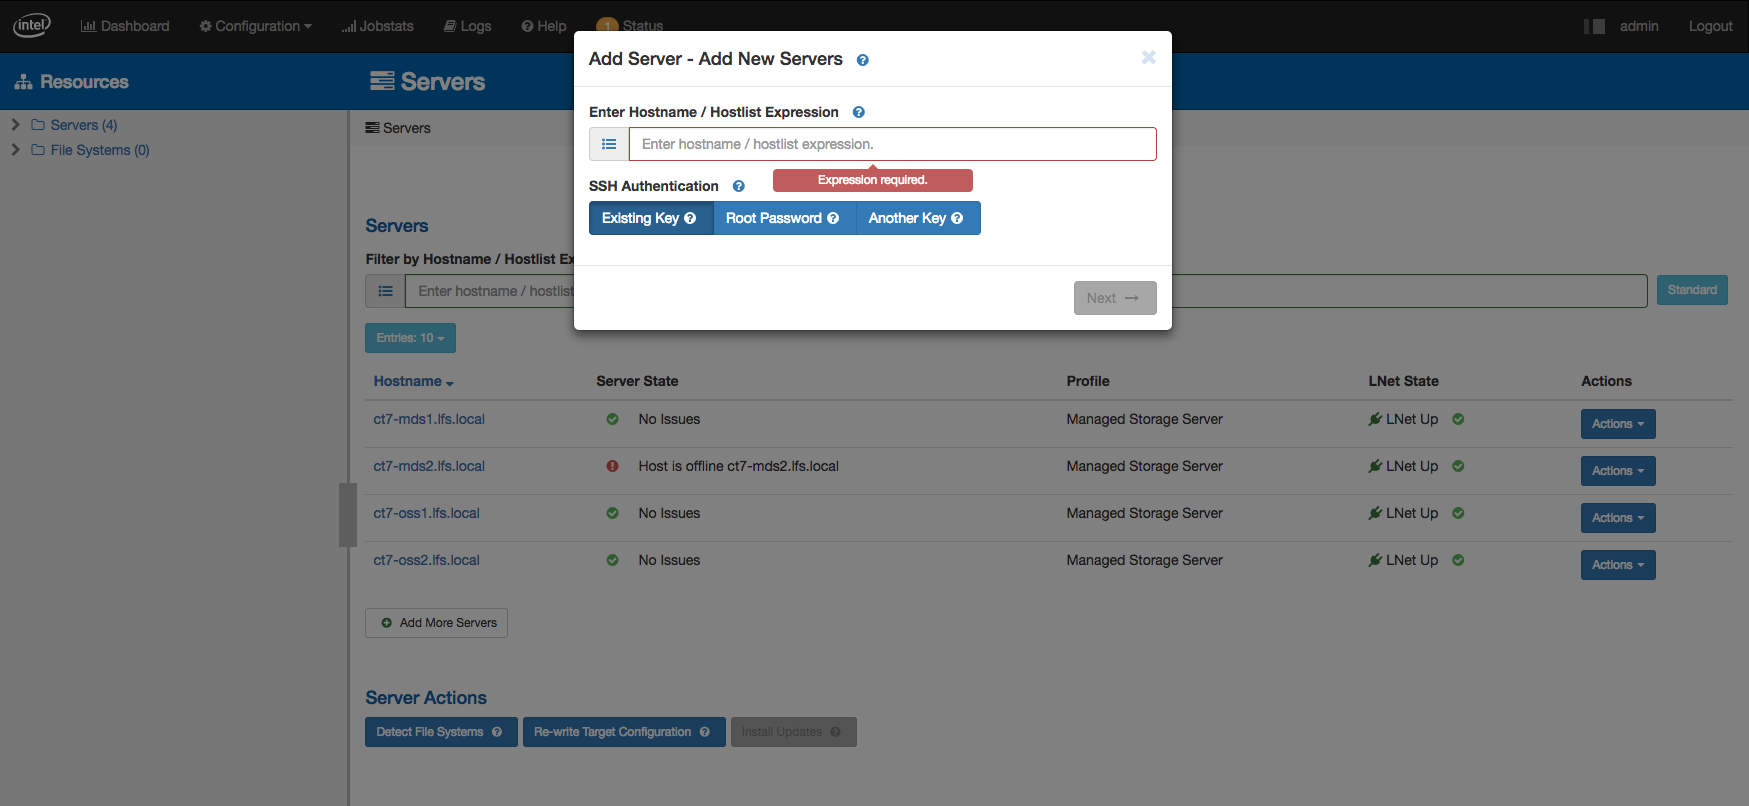 intel Dashboard Configuration Jobstats Logs Help 1 Status admin Logout
Resources
Servers
Servers (4)
File Systems (0)
Servers
Add Server - Add New Servers
Enter Hostname / Hostlist Expression
Enter hostname / hostlist expression.
Expression required.
SSH Authentication
Existing Key Root Password Another Key
Next
Servers
Filter by Hostname / Hostlist Ex
Enter hostname / hostlist
Standard
Entries: 10
Hostname Server State Profile LNet State Actions
ct7-mds1.lfs.local No Issues Managed Storage Server LNet Up Actions
ct7-mds2.lfs.local Host is offline ct7-mds2.lfs.local Managed Storage Server LNet Up Actions
ct7-oss1.lfs.local No Issues Managed Storage Server LNet Up Actions
ct7-oss2.lfs.local No Issues Managed Storage Server LNet Up Actions
Add More Servers
Server Actions
Detect File Systems Re-write Target Configuration Install Updates